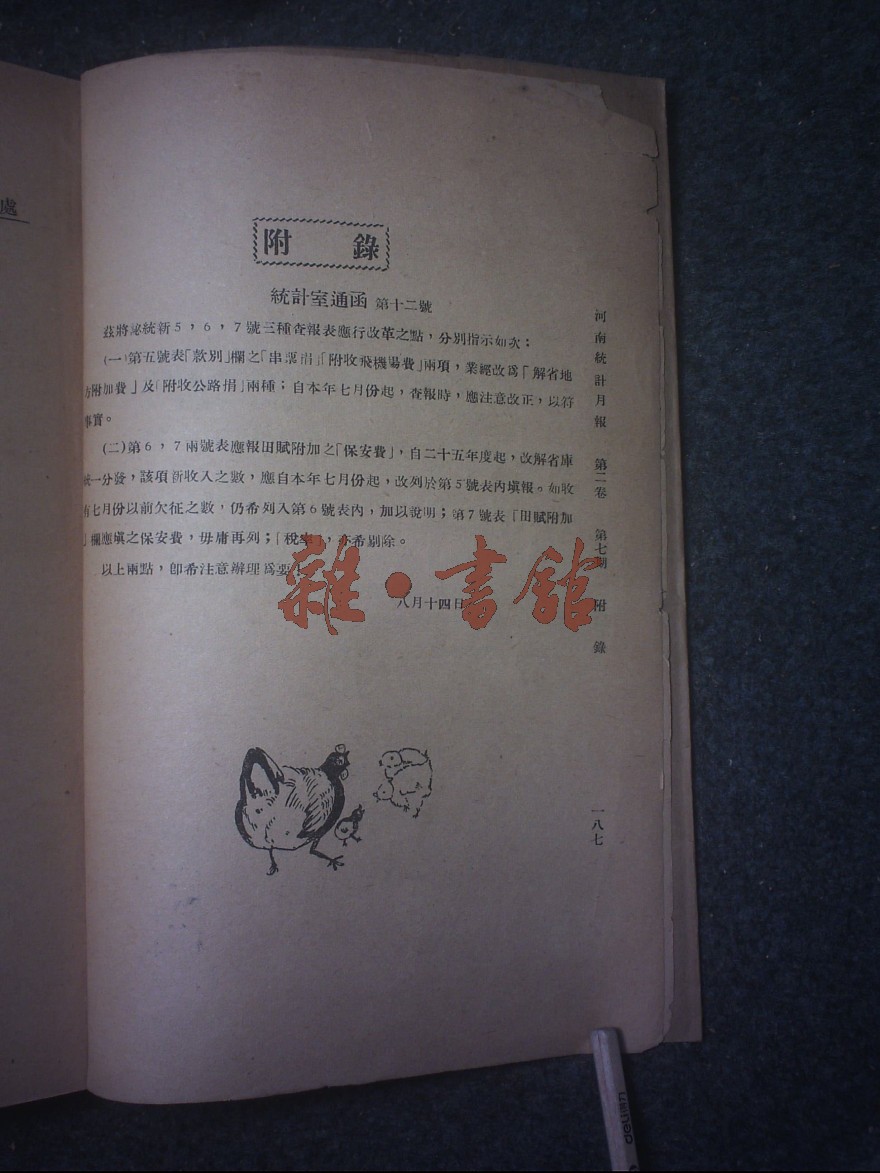 處
附錄
統計室通函 第十二號
茲將豫統新5,6,7號三種查報表應行改革之點,分別指示如次:
(一)第五號表「款別」欄之「串票捐」「附收飛機場費」兩項,業經改爲「解省地
方附加費」及「附收公路捐」兩種;自本年七月份起,查報時,應注意改正,以符
事實。
(二)第6,7兩號表應報田賦附加之「保安費」,自二十五年度起,改解省庫
統一分發,該項新收入之數,應自本年七月份起,改列於第5號表內填報。如收
有七月份以前欠征之數,仍希列入第6號表內,加以說明;第7號表「田賦附加
」欄應填之保安費,毋庸再列;「稅率」,亦希剔除。
以上兩點,卽希注意辦理爲要!
八月十四日
雜·書館
河南統計月報 第二卷 第七期 附錄
一八七
deli